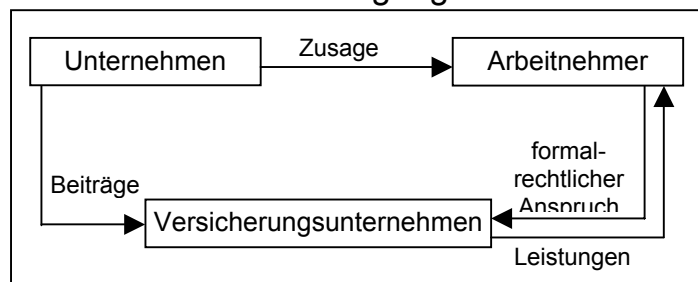 Zusage
Unternehmen
Arbeitnehmer
formal-
rechtlicher
Anspruch
Beiträge
Versicherungsunternehmen
Leistungen